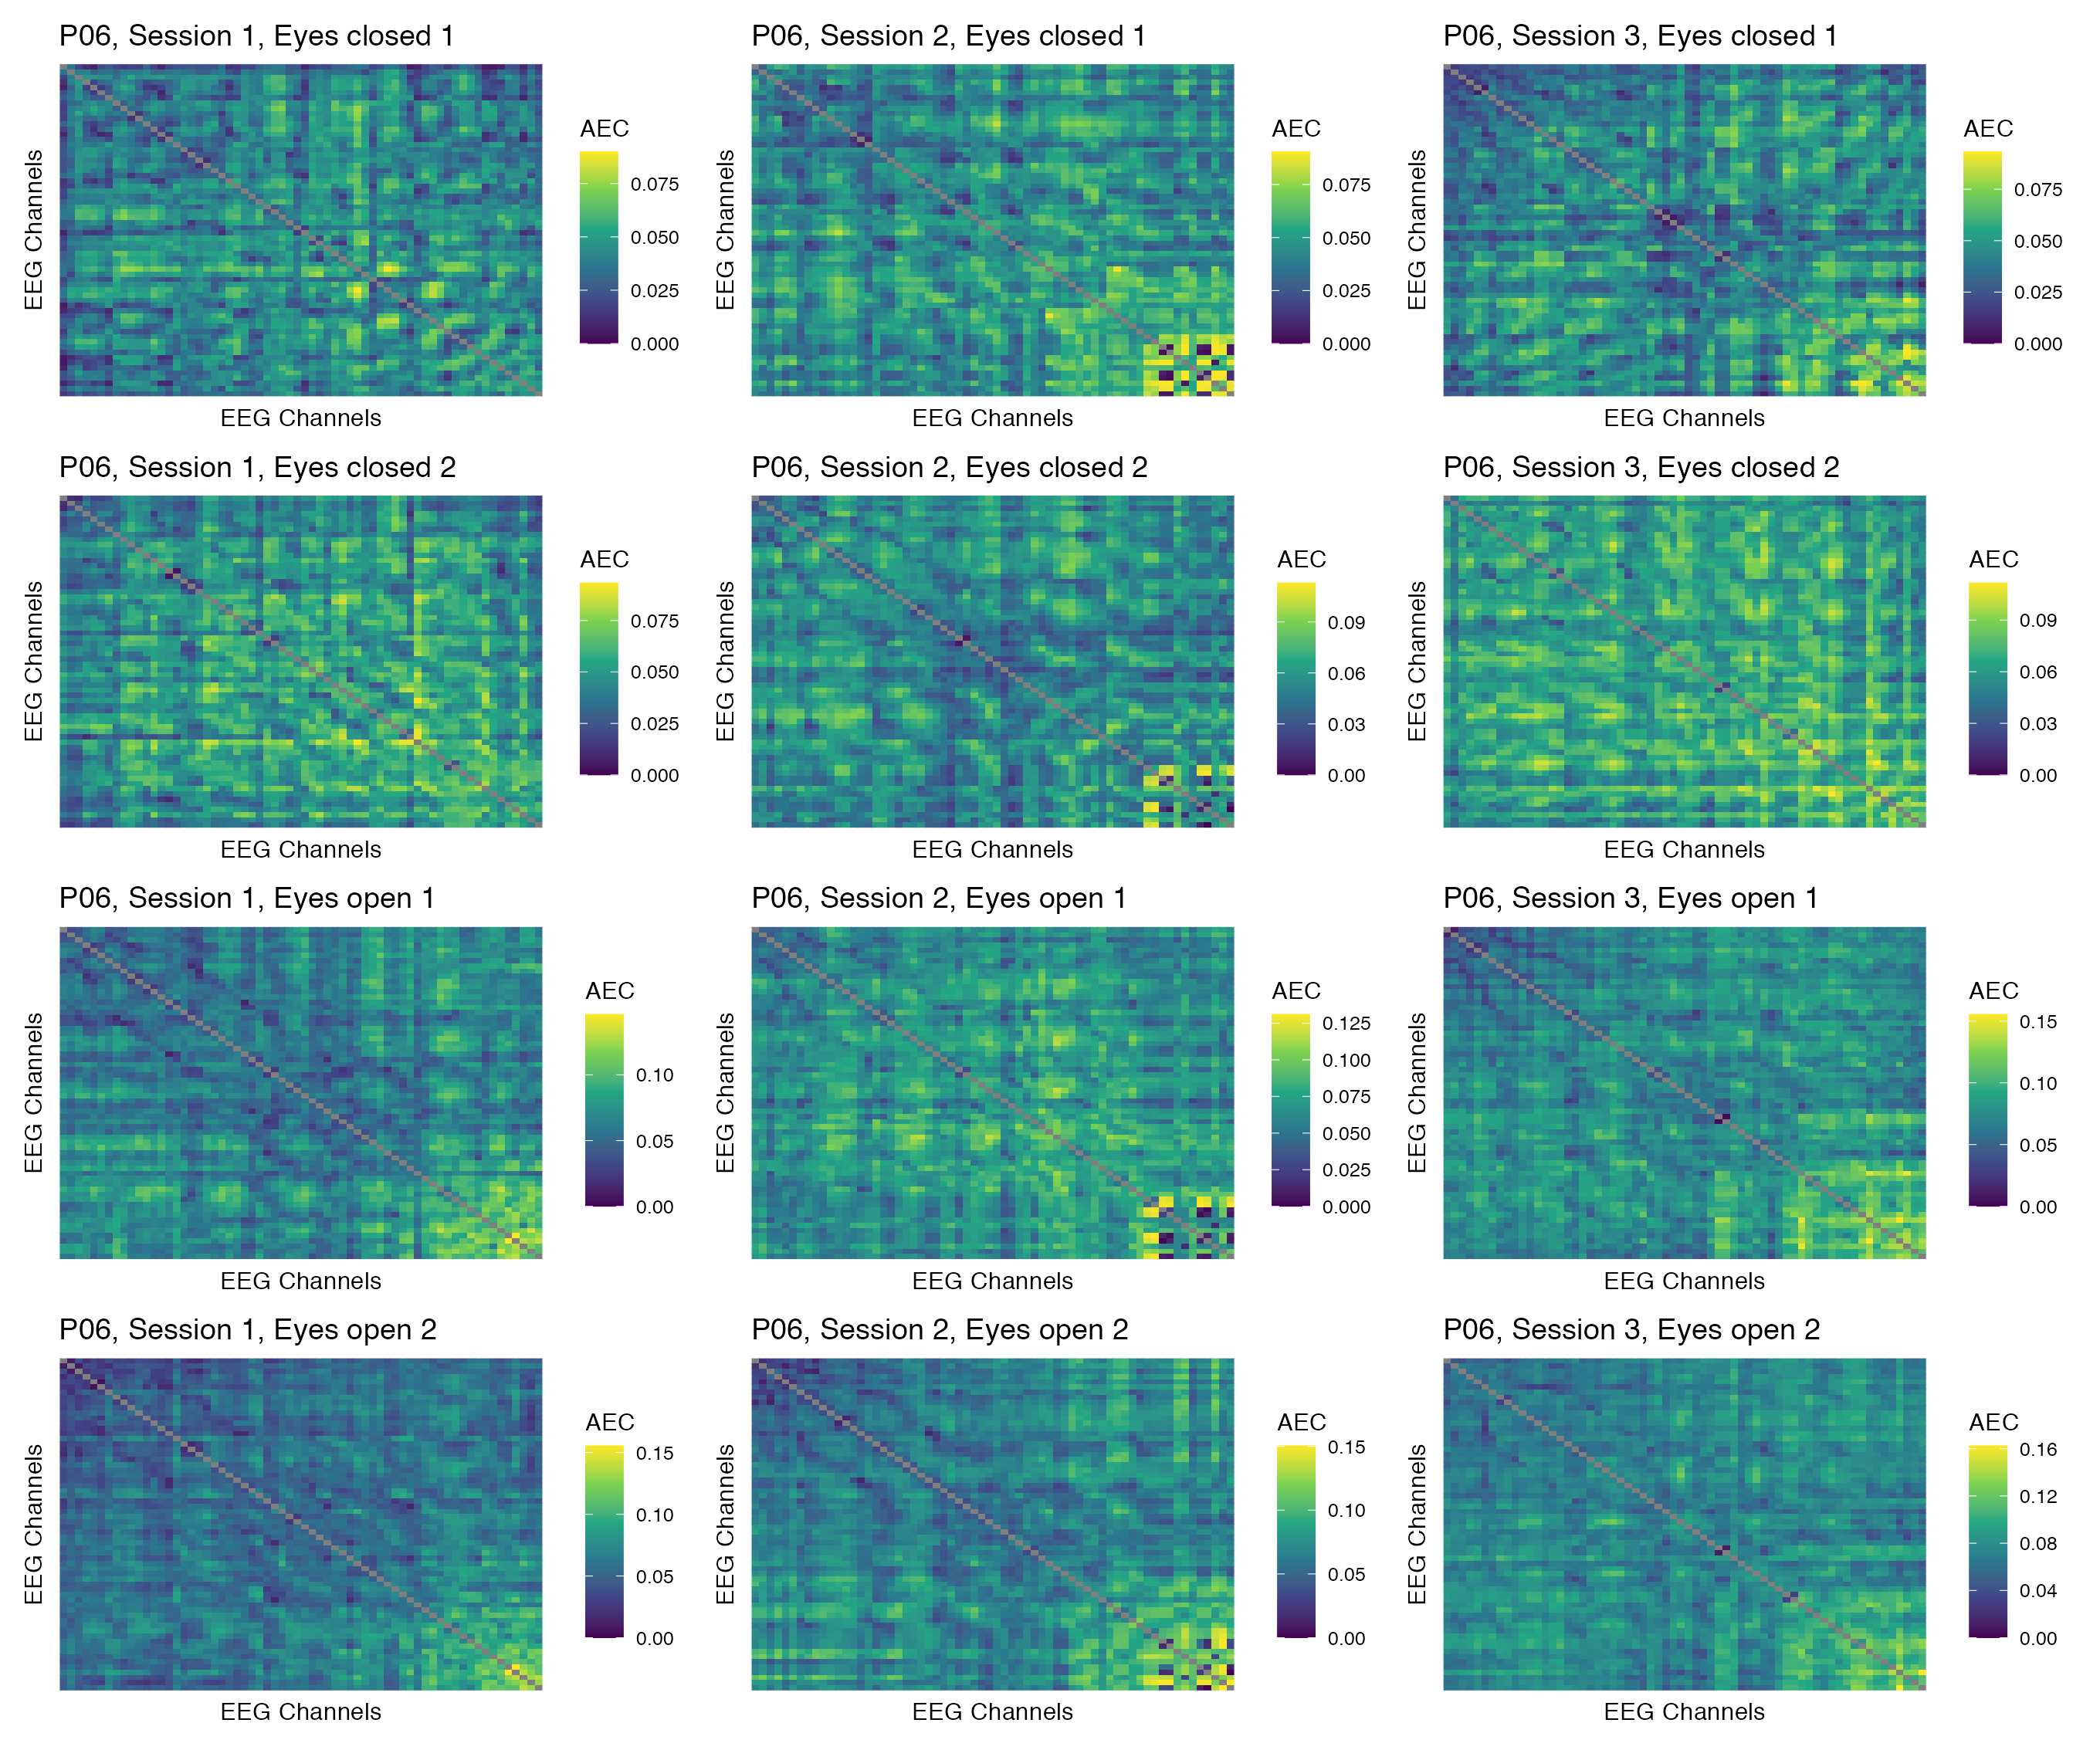 P06, Session 1, Eyes closed 1
EEG Channels
EEG Channels
AEC
0.075
0.050
0.025
0.000
P06, Session 2, Eyes closed 1
EEG Channels
EEG Channels
AEC
0.075
0.050
0.025
0.000
P06, Session 3, Eyes closed 1
EEG Channels
EEG Channels
AEC
0.075
0.050
0.025
0.000
P06, Session 1, Eyes closed 2
EEG Channels
EEG Channels
AEC
0.075
0.050
0.025
0.000
P06, Session 2, Eyes closed 2
EEG Channels
EEG Channels
AEC
0.09
0.06
0.03
0.00
P06, Session 3, Eyes closed 2
EEG Channels
EEG Channels
AEC
0.09
0.06
0.03
0.00
P06, Session 1, Eyes open 1
EEG Channels
EEG Channels
AEC
0.10
0.05
0.00
P06, Session 2, Eyes open 1
EEG Channels
EEG Channels
AEC
0.125
0.100
0.075
0.050
0.025
0.000
P06, Session 3, Eyes open 1
EEG Channels
EEG Channels
AEC
0.15
0.10
0.05
0.00
P06, Session 1, Eyes open 2
EEG Channels
EEG Channels
AEC
0.15
0.10
0.05
0.00
P06, Session 2, Eyes open 2
EEG Channels
EEG Channels
AEC
0.15
0.10
0.05
0.00
P06, Session 3, Eyes open 2
EEG Channels
EEG Channels
AEC
0.16
0.12
0.08
0.04
0.00